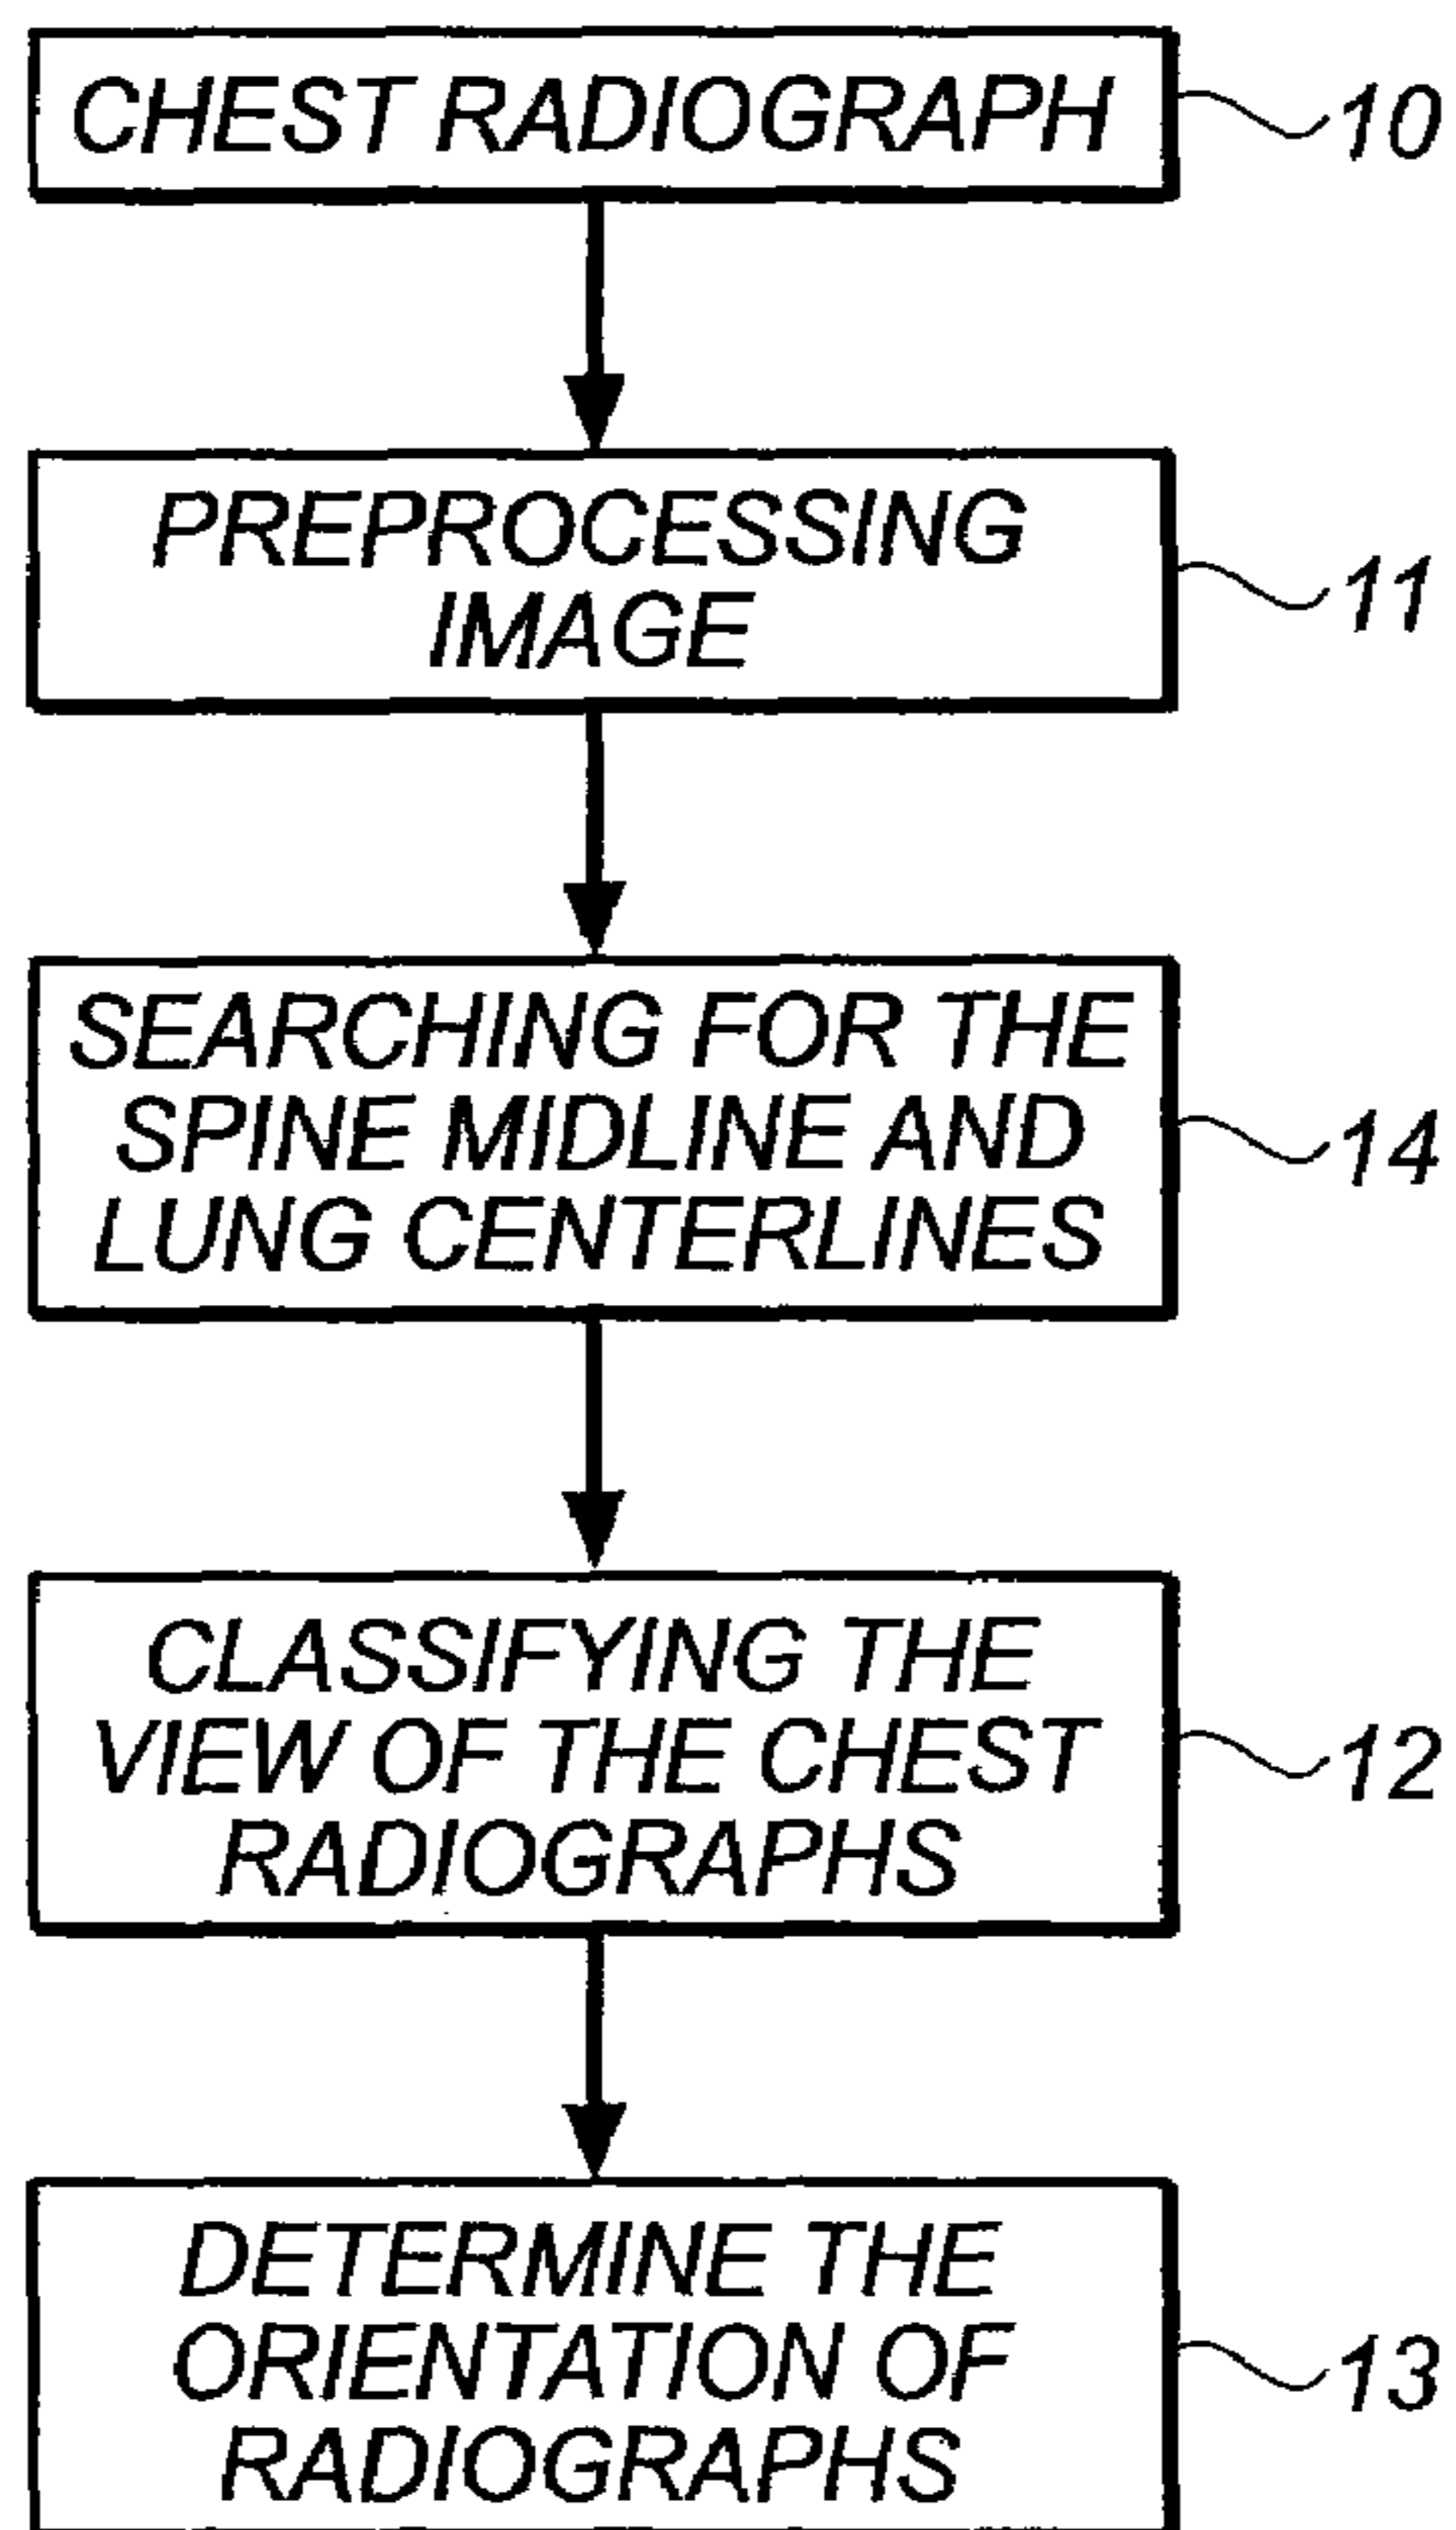 CHEST RADIOGRAPH
10
PREPROCESSING
IMAGE
11
SEARCHING FOR THE
SPINE MIDLINE AND
LUNG CENTERLINES
14
CLASSIFYING THE
VIEW OF THE CHEST
RADIOGRAPHS
12
DETERMINE THE
ORIENTATION OF
RADIOGRAPHS
13